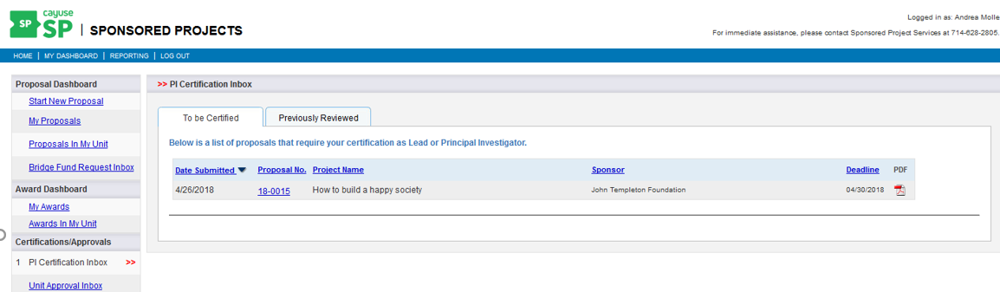 cayuse
SP
SP
| SPONSORED PROJECTS
Logged in as: Andrea Molle
For immediate assistance, please contact Sponsored Project Services at 714-628-2805.
HOME | MY DASHBOARD | REPORTING | LOG OUT
Proposal Dashboard
Start New Proposal
My Proposals
Proposals In My Unit
Bridge Fund Request Inbox
Award Dashboard
My Awards
Awards In My Unit
Certifications/Approvals
1 PI Certification Inbox >>
Unit Approval Inbox
>> PI Certification Inbox
To be Certified Previously Reviewed
Below is a list of proposals that require your certification as Lead or Principal Investigator.
Date Submitted Proposal No. Project Name Sponsor Deadline PDF
4/26/2018 18-0015 How to build a happy society John Templeton Foundation 04/30/2018